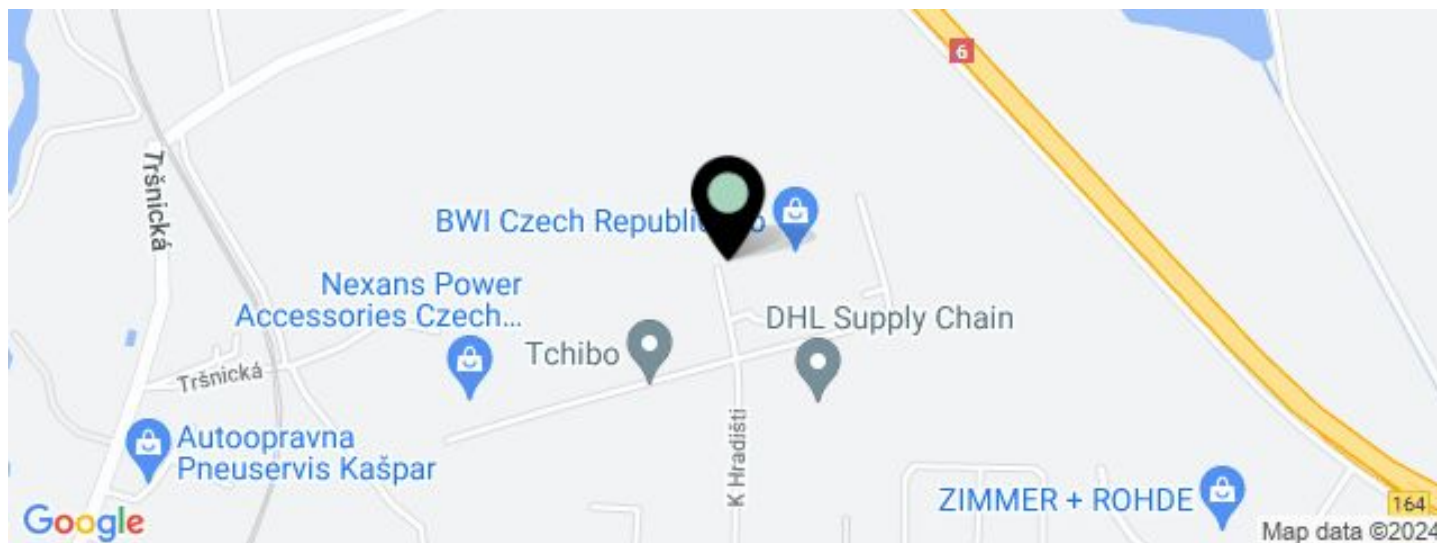 6
Tršnická
BWI Czech Republic
Nexans Power
Accessories Czech...
DHL Supply Chain
Tchibo
Tršnická
Autoopravna
Pneuservis Kašpar
K Hradišti
ZIMMER + ROHDE
164
Google
Map data ©2024